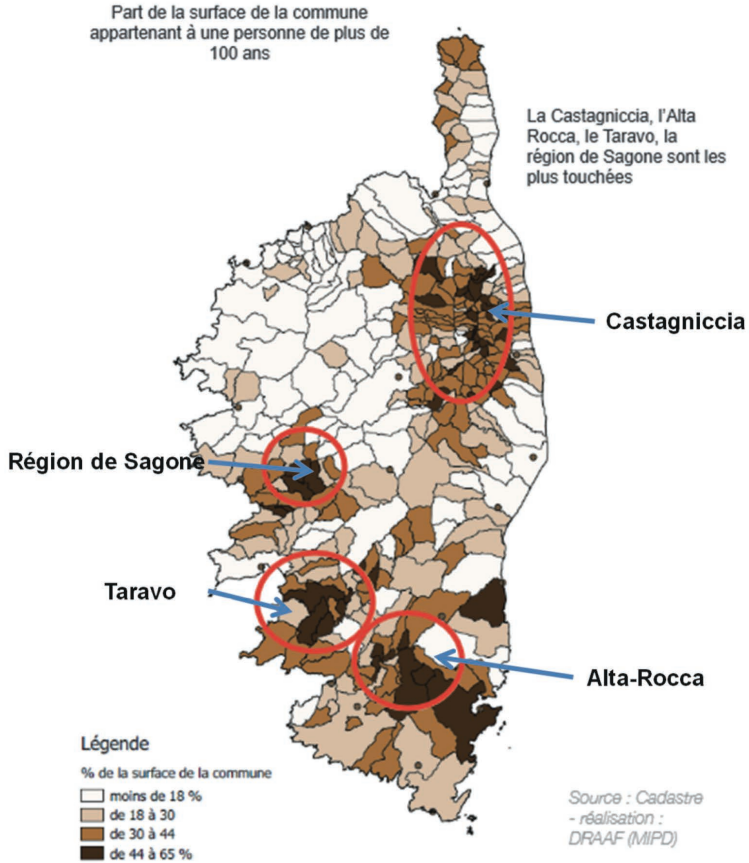 Part de la surface de la commune
appartenant à une personne de plus de
100 ans
La Castagniccia, l'Alta
Rocca, le Taravo, la
région de Sagone sont les
plus touchées
Castagniccia
Région de Sagone
Taravo
Alta-Rocca
Légende
% de la surface de la commune
moins de 18 %
de 18 à 30
de 30 à 44
de 44 à 65 %
Source : Cadastre
- réalisation :
DRAAF (MIPD)